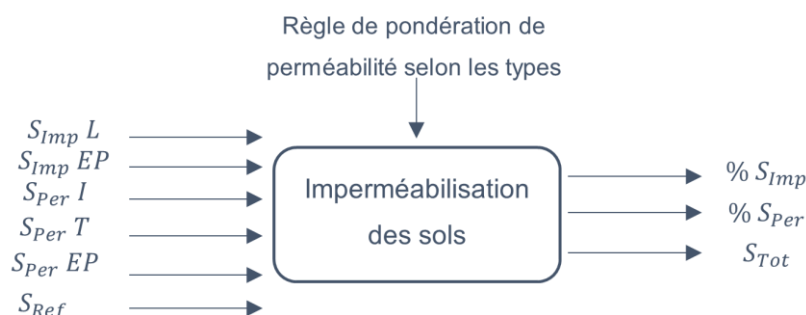 Règle de pondération de
perméabilité selon les types
S_Imp L
S_Imp EP
S_Per I
S_Per T
S_Per EP
S_Ref
Imperméabilisation
des sols
% S_Imp
% S_Per
S_Tot